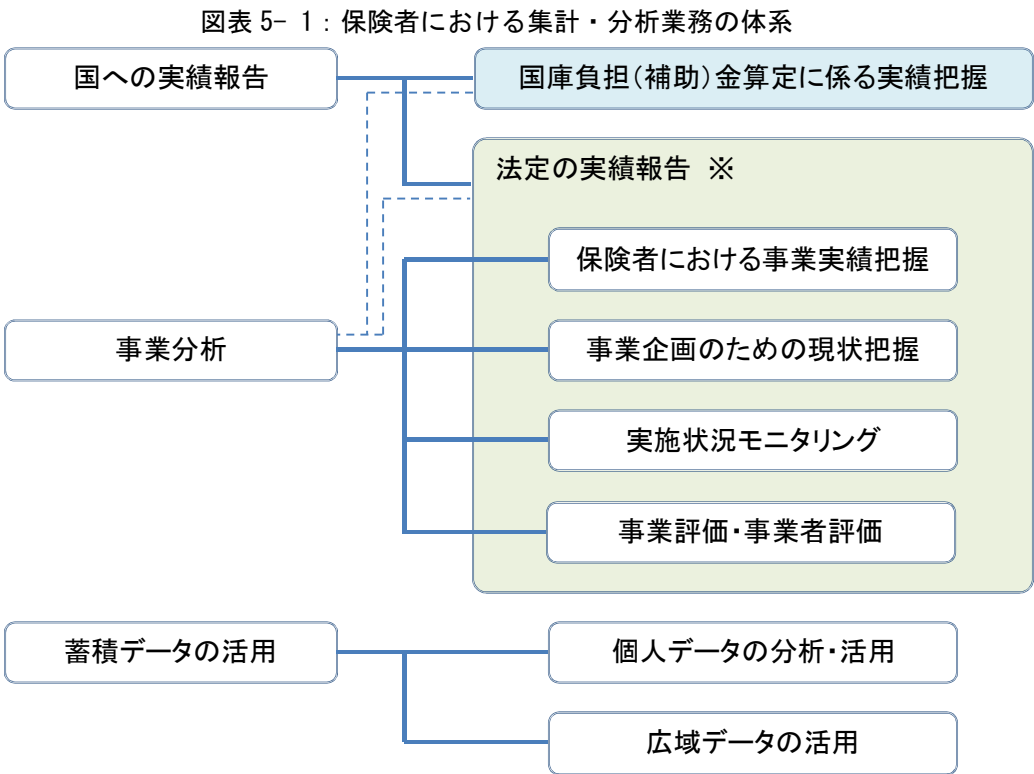 図表 5- 1：保険者における集計・分析業務の体系
国への実績報告
国庫負担（補助）金算定に係る実績把握
法定の実績報告 ※
保険者における事業実績把握
事業分析
事業企画のための現状把握
実施状況モニタリング
事業評価・事業者評価
蓄積データの活用
個人データの分析・活用
広域データの活用